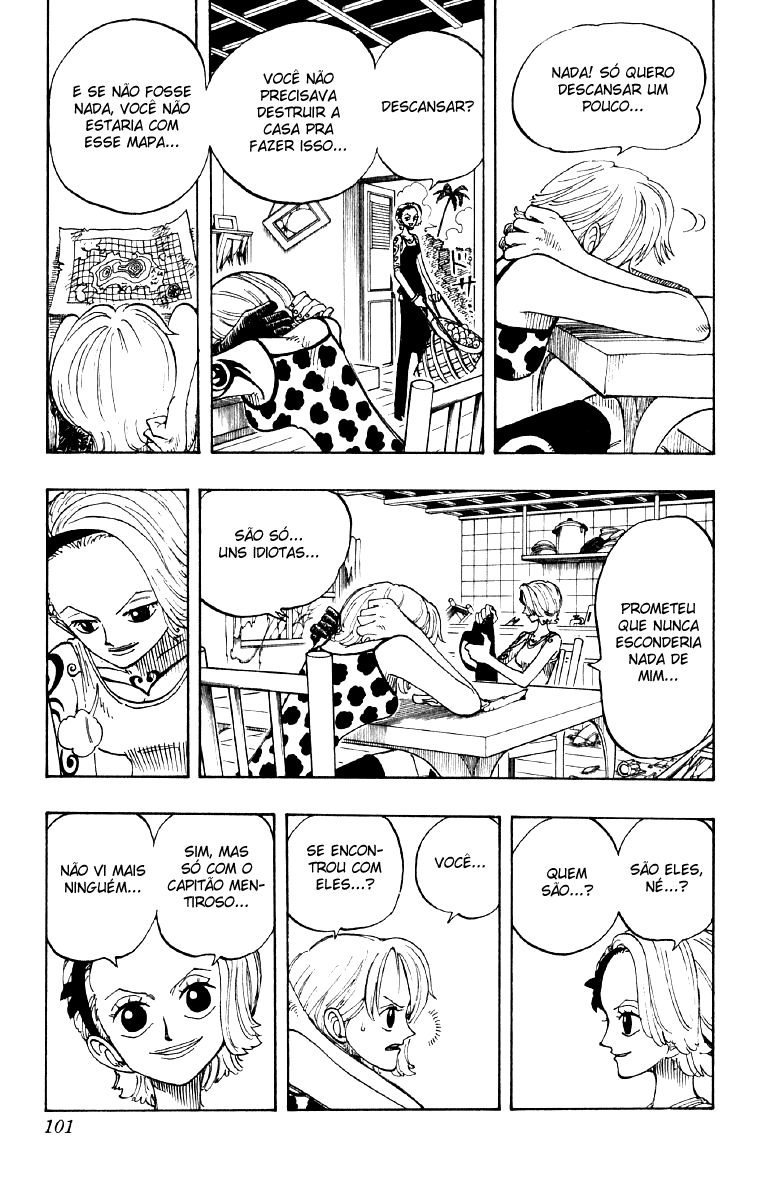 NADA! SÓ QUERO
DESCANSAR UM
POUCO...
DESCANSAR?
VOCÊ NÃO
PRECISAVA
DESTRUIR A
CASA PRA
FAZER ISSO...
E SE NÃO FOSSE
NADA, VOCÊ NÃO
ESTARIA COM
ESSE MAPA...
PROMETEU
QUE NUNCA
ESCONDERIA
NADA DE
MIM...
SÃO SÓ...
UNS IDIOTAS...
SÃO ELES,
NÉ...?
QUEM
SÃO...?
VOCÊ...
SE ENCON-
TROU COM
ELES...?
SIM, MAS
SÓ COM O
CAPITÃO MEN-
TIROSO...
NÃO VI MAIS
NINGUÉM...
101